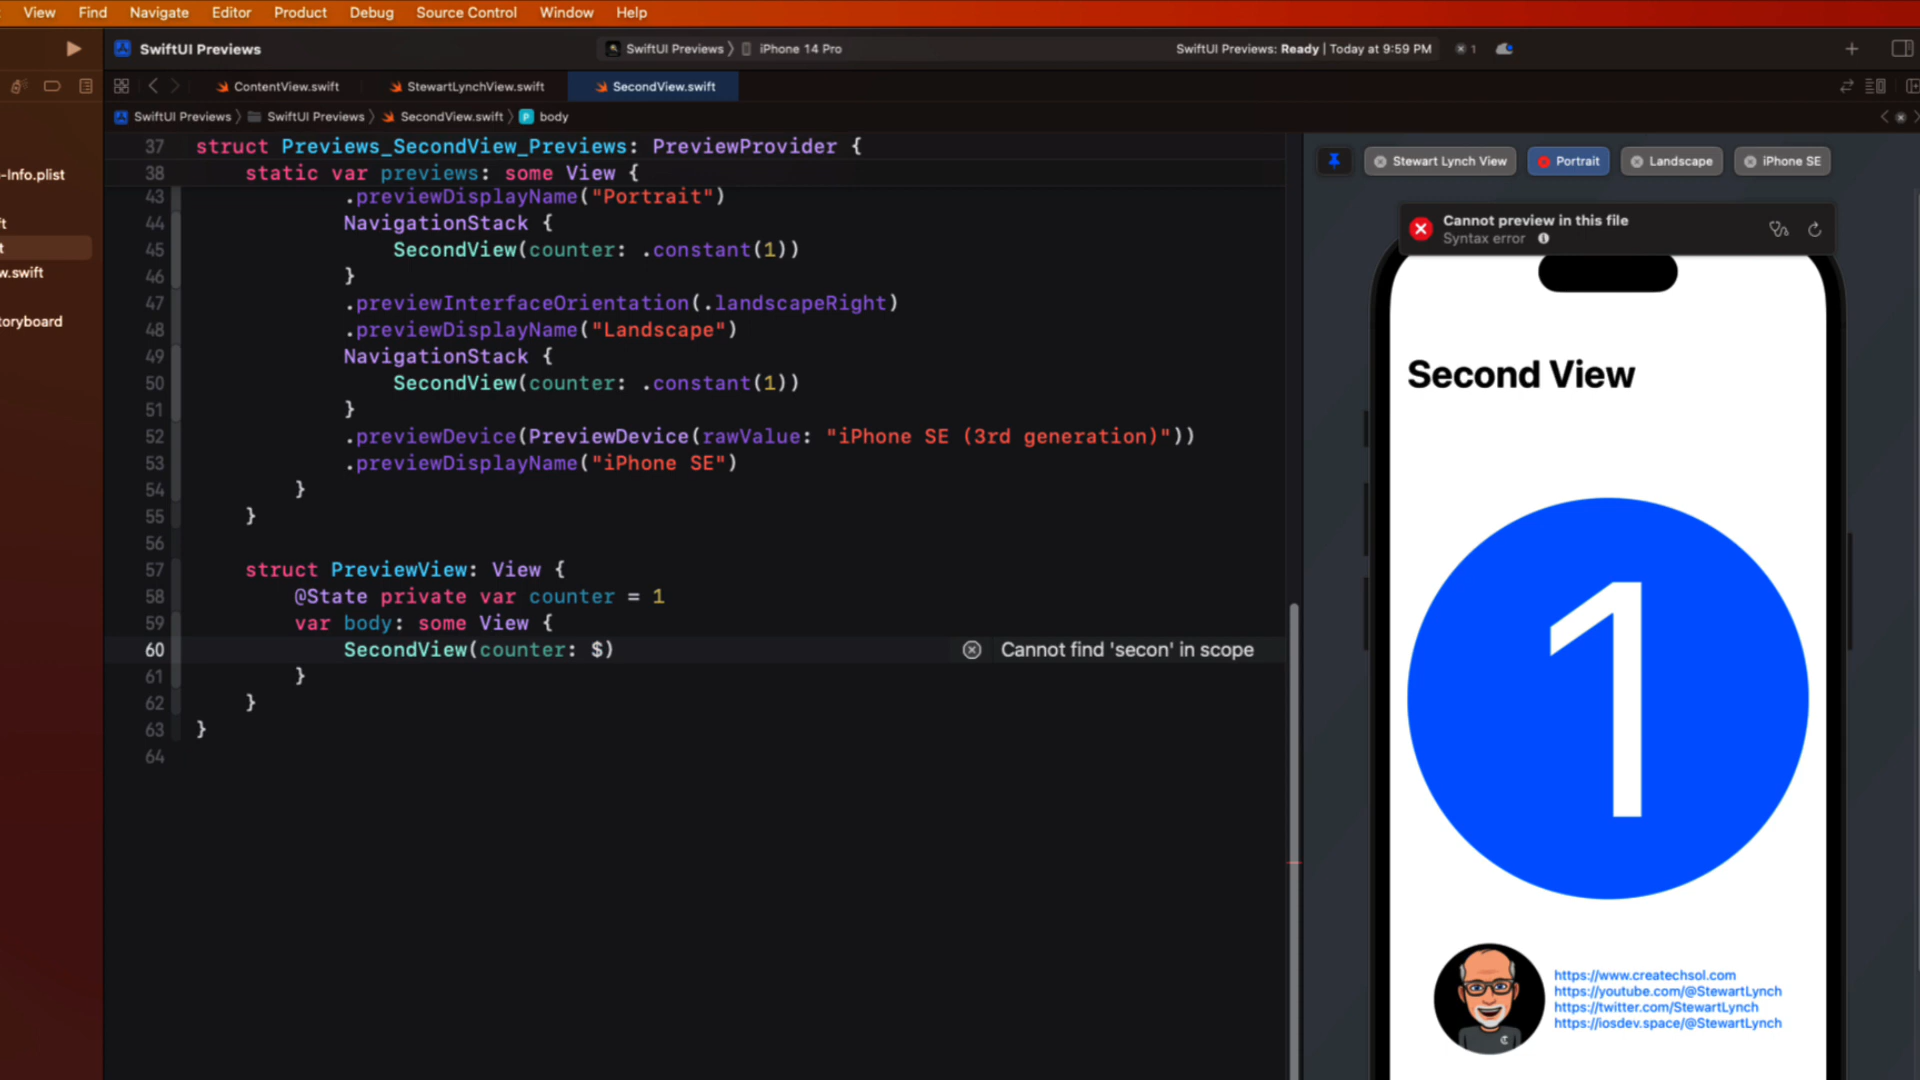 View Find Navigate Editor Product Debug Source Control Window Help
SwiftUI Previews
SwiftUI Previews 〉 iPhone 14 Pro
SwiftUI Previews: Ready | Today at 9:59 PM
1
ContentView.swift
StewartLynchView.swift
SecondView.swift
SwiftUI Previews 〉 SwiftUI Previews 〉 SecondView.swift 〉 P body
-Info.plist
ft
t
w.swift
toryboard
37 struct Previews_SecondView_Previews: PreviewProvider {
38 static var previews: some View {
43 .previewDisplayName("Portrait")
44 NavigationStack {
45 SecondView(counter: .constant(1))
46 }
47 .previewInterfaceOrientation(.landscapeRight)
48 .previewDisplayName("Landscape")
49 NavigationStack {
50 SecondView(counter: .constant(1))
51 }
52 .previewDevice(PreviewDevice(rawValue: "iPhone SE (3rd generation)"))
53 .previewDisplayName("iPhone SE")
54 }
55 }
56
57 struct PreviewView: View {
58 @State private var counter = 1
59 var body: some View {
60 SecondView(counter: $)
Cannot find 'secon' in scope
61 }
62 }
63 }
64
Stewart Lynch View
Portrait
Landscape
iPhone SE
Cannot preview in this file
Syntax error
Second View
1
https://www.createchsol.com
https://youtube.com/@StewartLynch
https://twitter.com/StewartLynch
https://iosdev.space/@StewartLynch